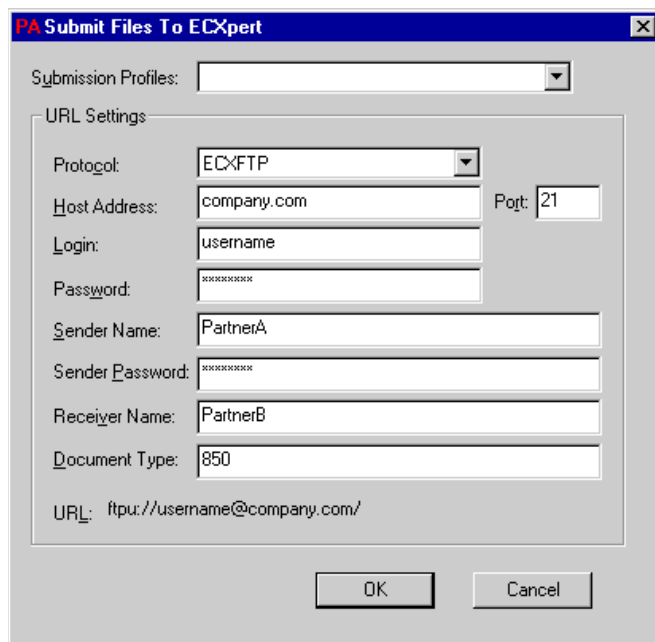 PA Submit Files To ECXpert
Submission Profiles:
URL Settings
Protocol: ECXFTP
Host Address: company.com Port: 21
Login: username
Password: ********
Sender Name: PartnerA
Sender Password: ********
Receiver Name: PartnerB
Document Type: 850
URL: ftpu://username@company.com/
OK Cancel